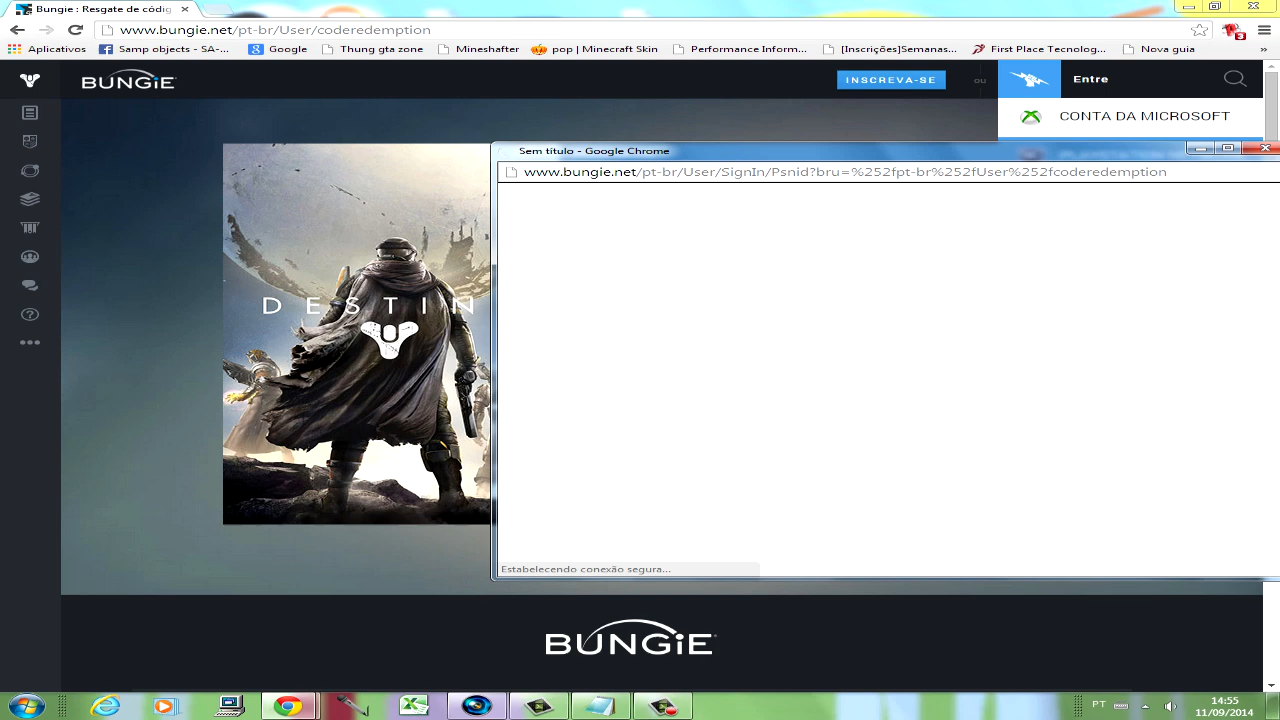 Bungie : Resgate de códig
www.bungie.net/pt-br/User/coderedemption
Aplicativos
Samp objects - SA-...
Google
Thung gta zone
Mineshafter
pop | Minecraft Skin
Performance Inform...
[Inscrições]Semanas...
First Place Tecnolog...
Nova guia
»
BUNGiE
INSCREVA-SE
ou
Entre
CONTA DA MICROSOFT
Sem título - Google Chrome
www.bungie.net/pt-br/User/SignIn/Psnid?bru=%252fpt-br%252fUser%252fcoderedemption
DESTIN
Estabelecendo conexão segura...
BUNGiE
PT
14:55
11/09/2014